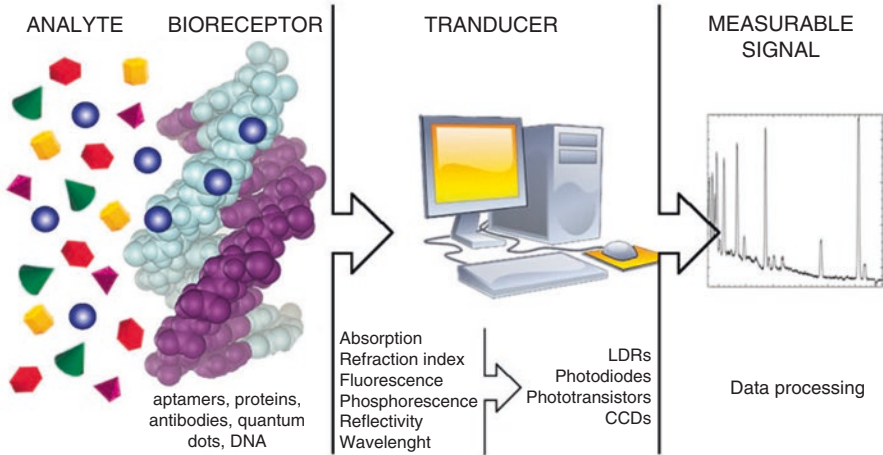 ANALYTE
BIORECEPTOR
TRANDUCER
MEASURABLE
SIGNAL
aptamers, proteins,
antibodies, quantum
dots, DNA
Absorption
Refraction index
Fluorescence
Phosphorescence
Reflectivity
Wavelenght
LDRs
Photodiodes
Phototransistors
CCDs
Data processing